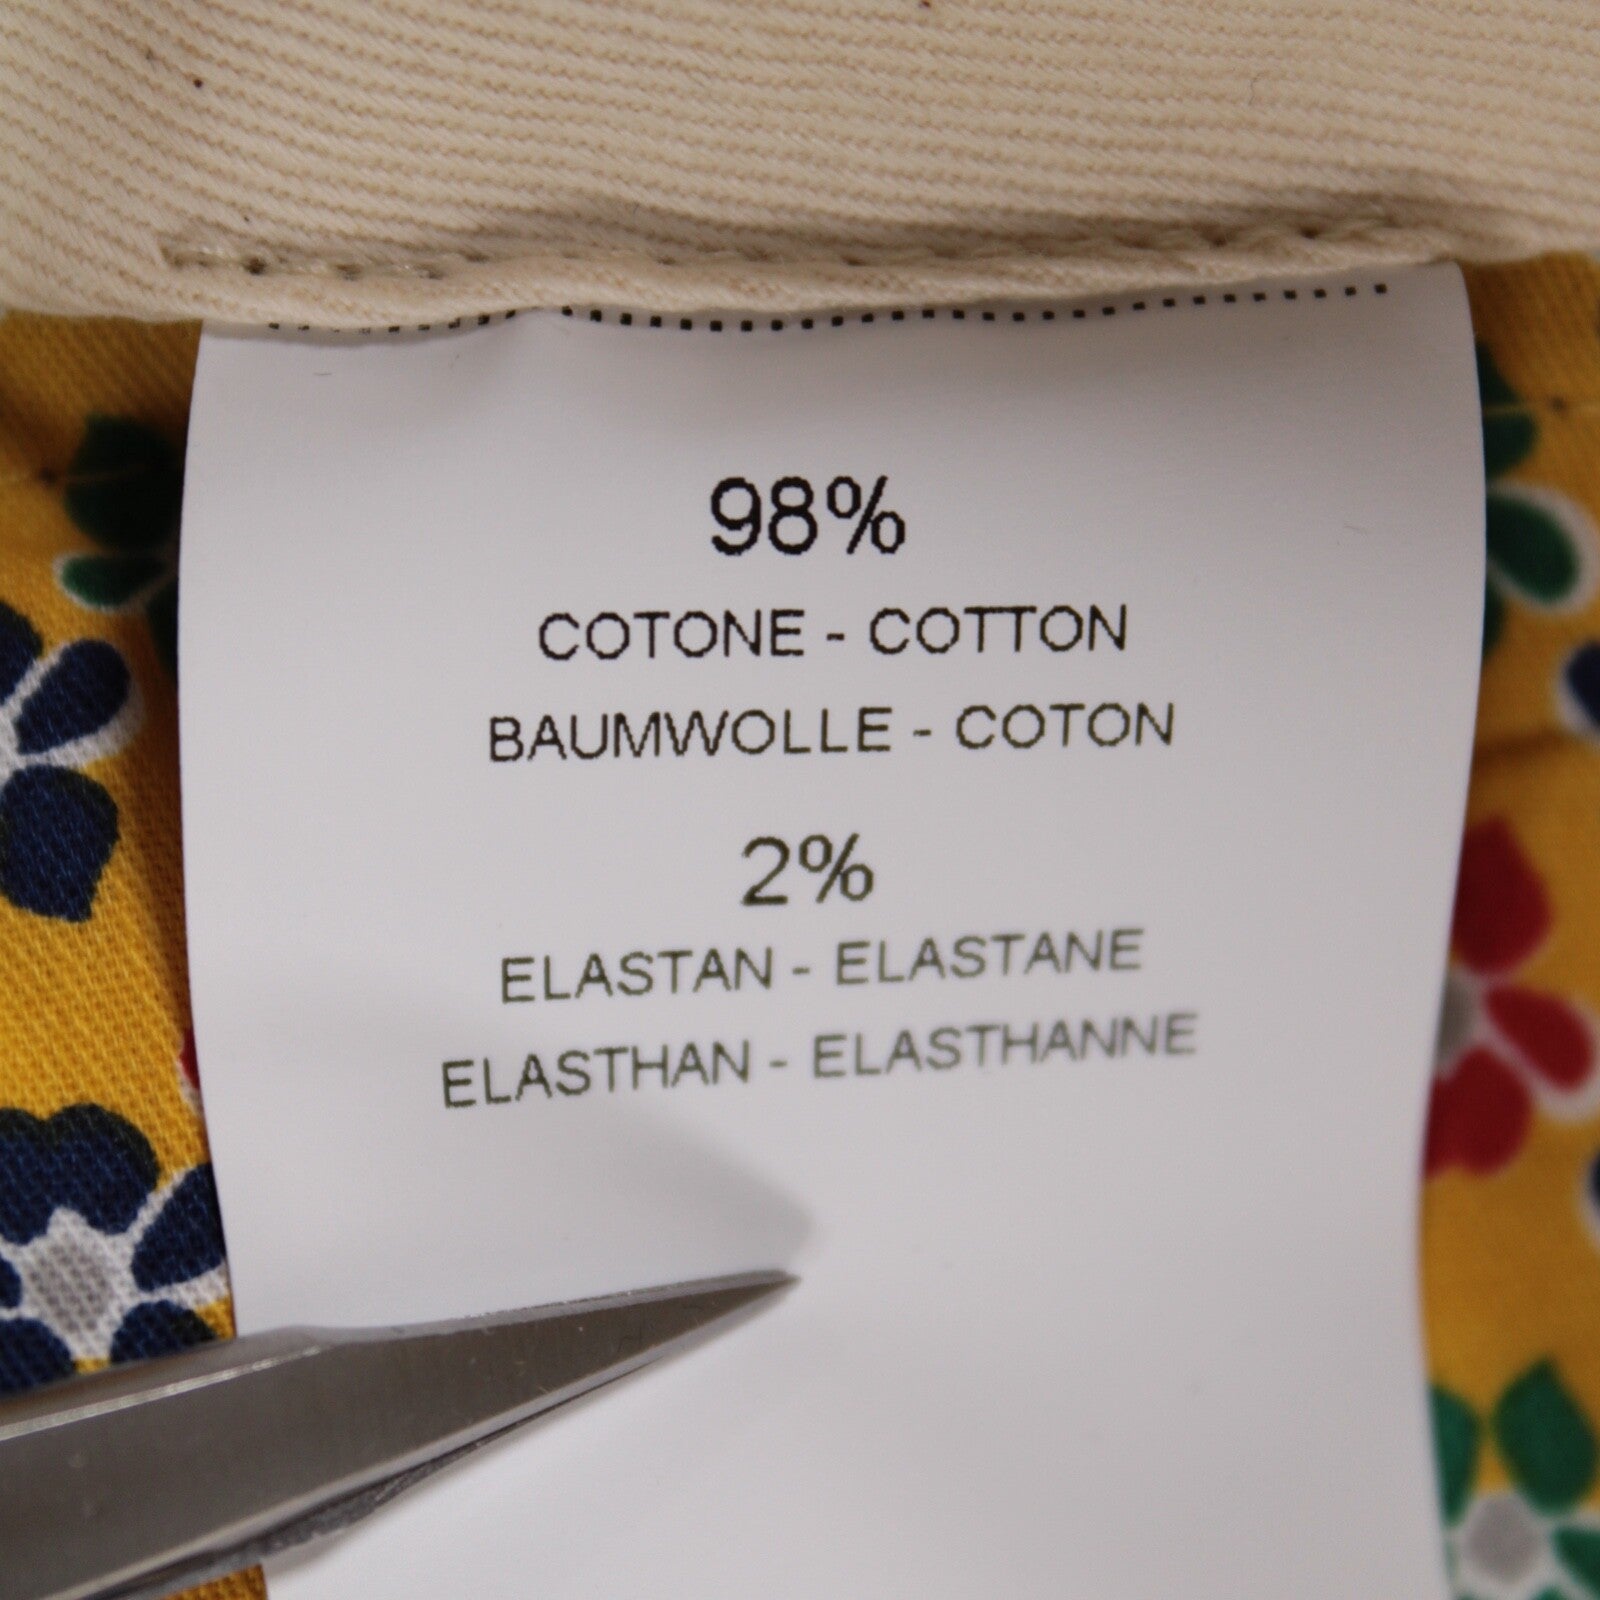 98%
COTONE - COTTON
BAUMWOLLE - COTON
2%
ELASTAN - ELASTANE
ELASTHAN - ELASTHANNE